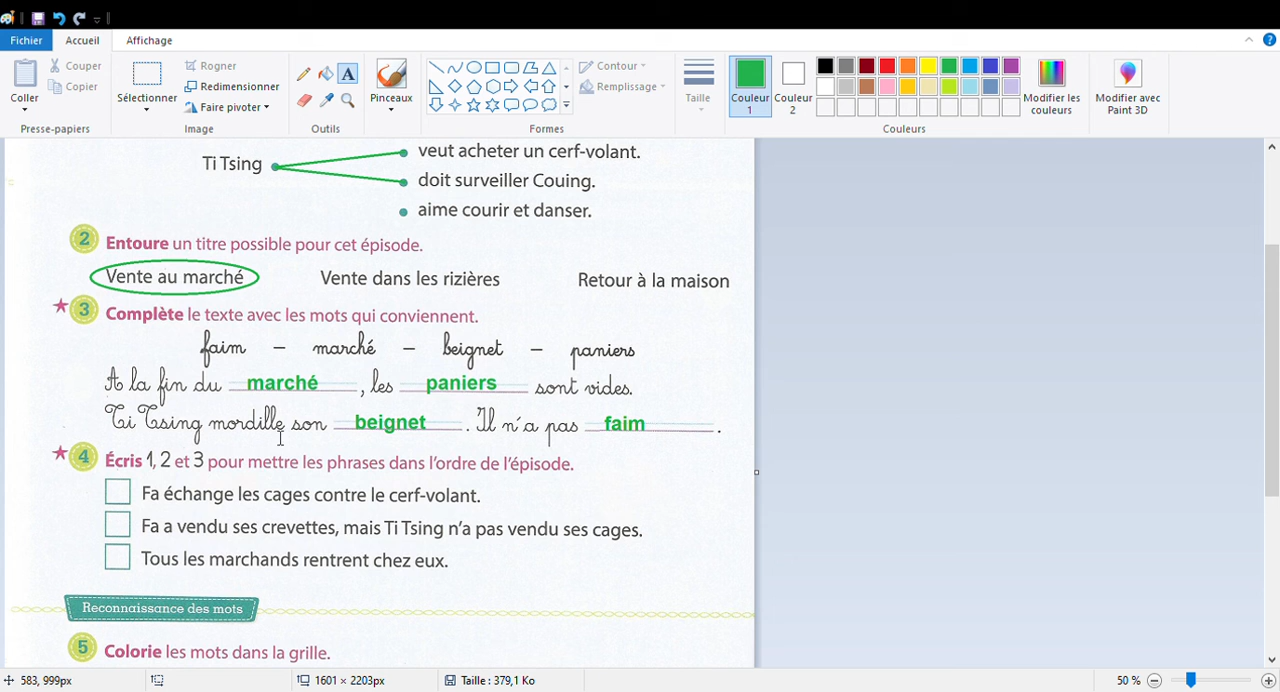 Fichier Accueil Affichage
Coller Couper Copier Presse-papiers
Sélectionner Rogner Redimensionner Faire pivoter Image
A Outils
Pinceaux
Contour Remplissage Formes
Taille
Couleur 1 Couleur 2 Modifier les couleurs Couleurs
Modifier avec Paint 3D
Ti Tsing
veut acheter un cerf-volant.
doit surveiller Couing.
aime courir et danser.
2 Entoure un titre possible pour cet épisode.
Vente au marché Vente dans les rizières Retour à la maison
3 Complète le texte avec les mots qui conviennent.
faim – marché – beignet – paniers
A la fin du marché, les paniers sont vides.
Ti Tsing mordille son beignet. Il n'a pas faim.
4 Écris 1, 2 et 3 pour mettre les phrases dans l'ordre de l'épisode.
Fa échange les cages contre le cerf-volant.
Fa a vendu ses crevettes, mais Ti Tsing n'a pas vendu ses cages.
Tous les marchands rentrent chez eux.
Reconnaissance des mots
5 Colorie les mots dans la grille.
583, 999px 1601 × 2203px Taille : 379,1 Ko 50 %